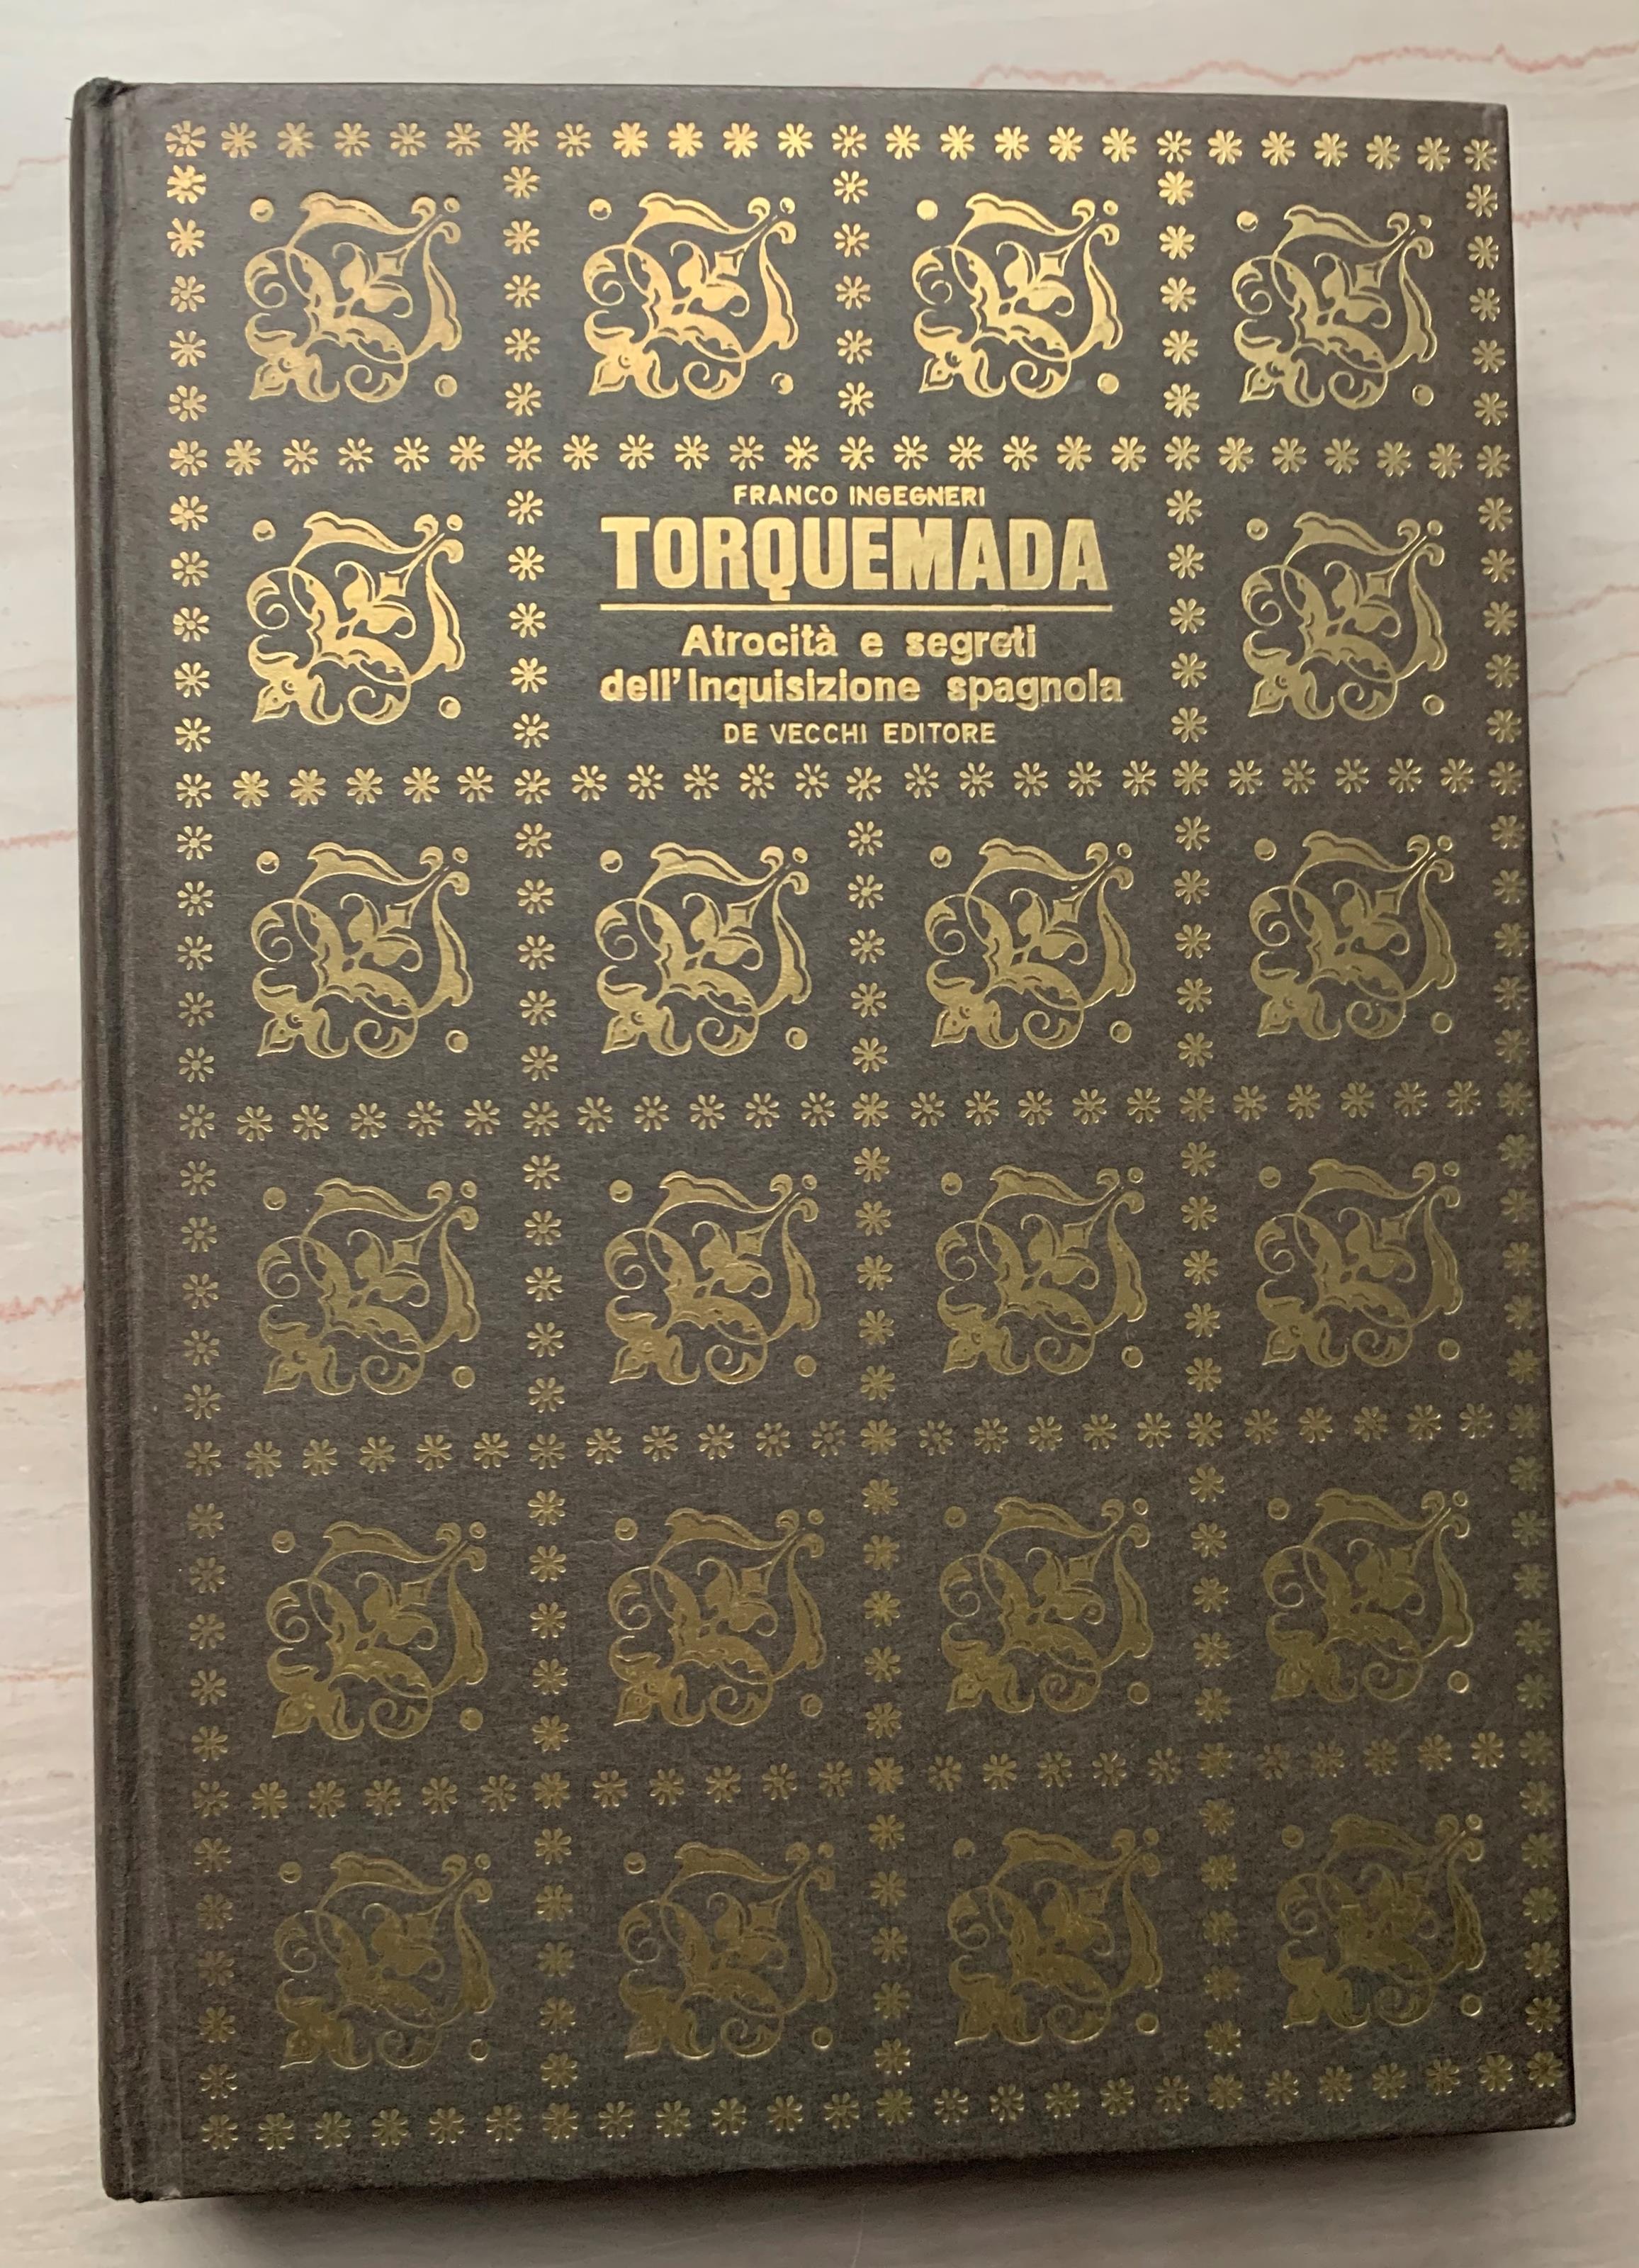 FRANCO INGEGNERI
TORQUEMADA
Atrocità e segreti
dell'Inquisizione spagnola
DE VECCHI EDITORE